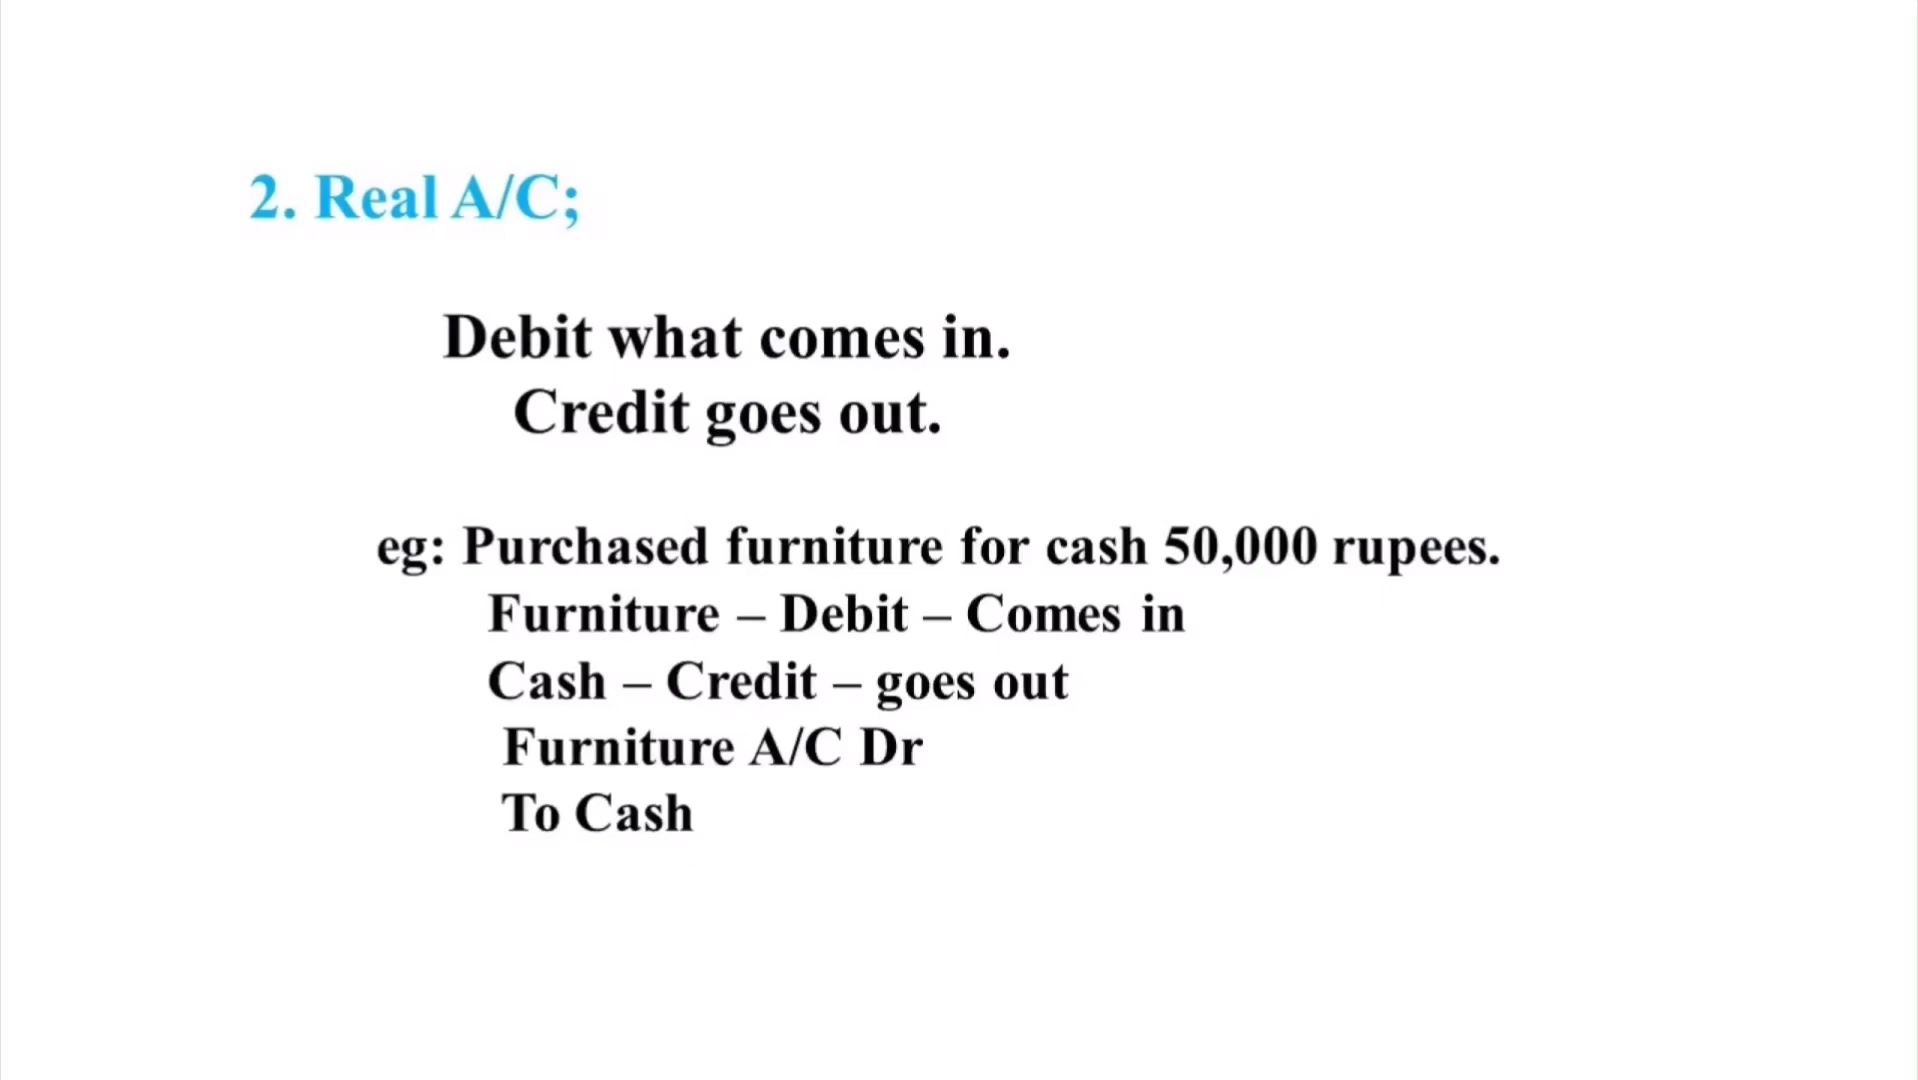 2. Real A/C;
Debit what comes in.
Credit goes out.
eg: Purchased furniture for cash 50,000 rupees.
Furniture – Debit – Comes in
Cash – Credit – goes out
Furniture A/C Dr
To Cash